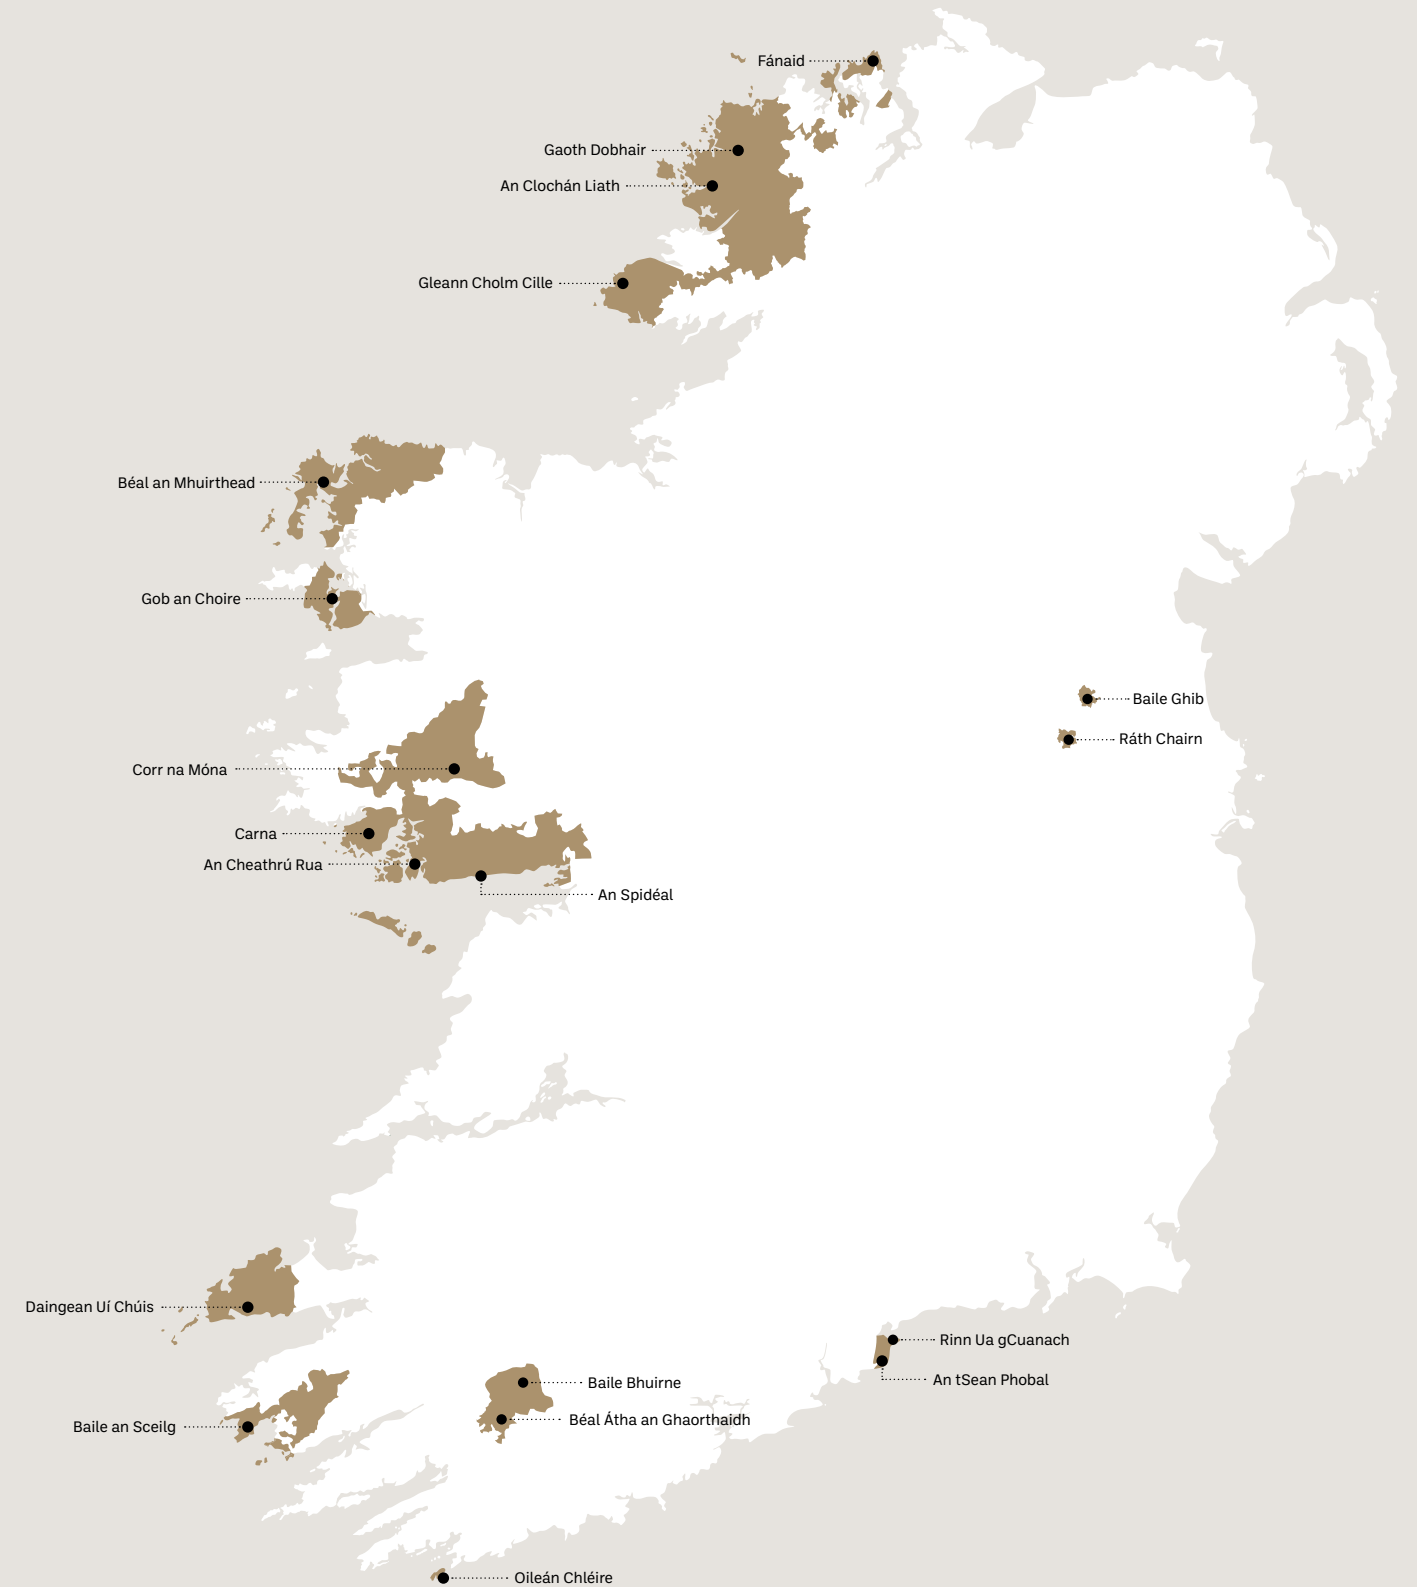 Fánaid
Gaoth Dobhair
An Clochán Liath
Gleann Cholm Cille
Béal an Mhuirthead
Gob an Choire
Baile Ghib
Ráth Chairn
Corr na Móna
Carna
An Cheathrú Rua
An Spidéal
Daingean Uí Chúis
Rinn Ua gCuanach
An tSean Phobal
Baile Bhuirne
Béal Átha an Ghaorthaidh
Baile an Sceilg
Oileán Chléire